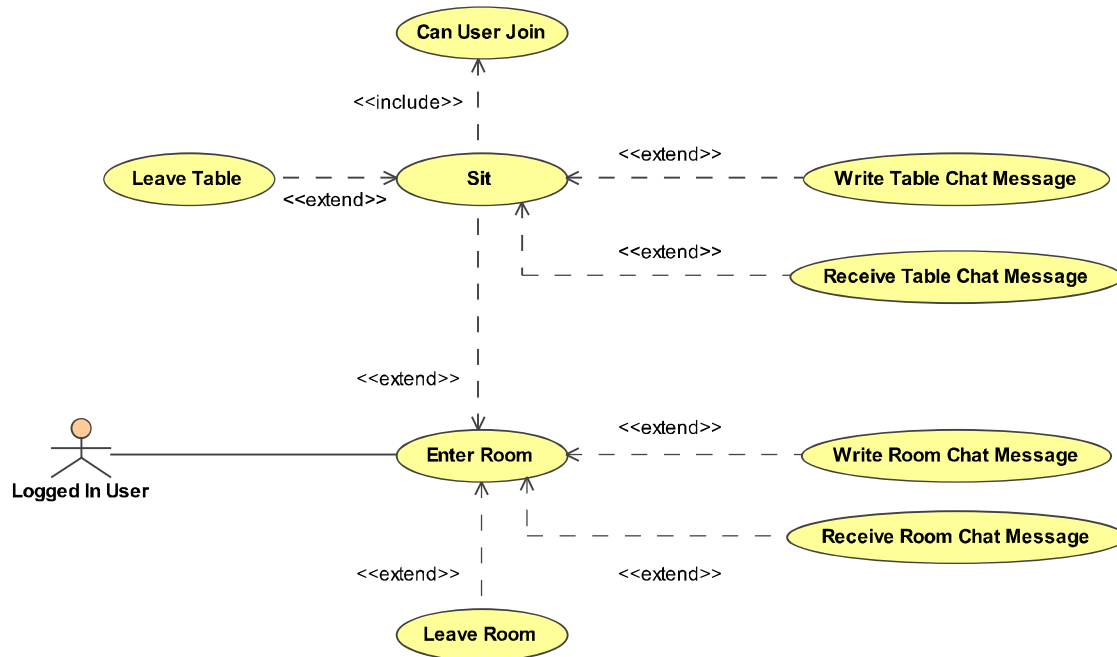 Can User Join
<<include>>
<<extend>>
Leave Table
Sit
Write Table Chat Message
<<extend>>
<<extend>>
Receive Table Chat Message
<<extend>>
<<extend>>
Enter Room
Write Room Chat Message
Logged In User
Receive Room Chat Message
<<extend>>
<<extend>>
Leave Room